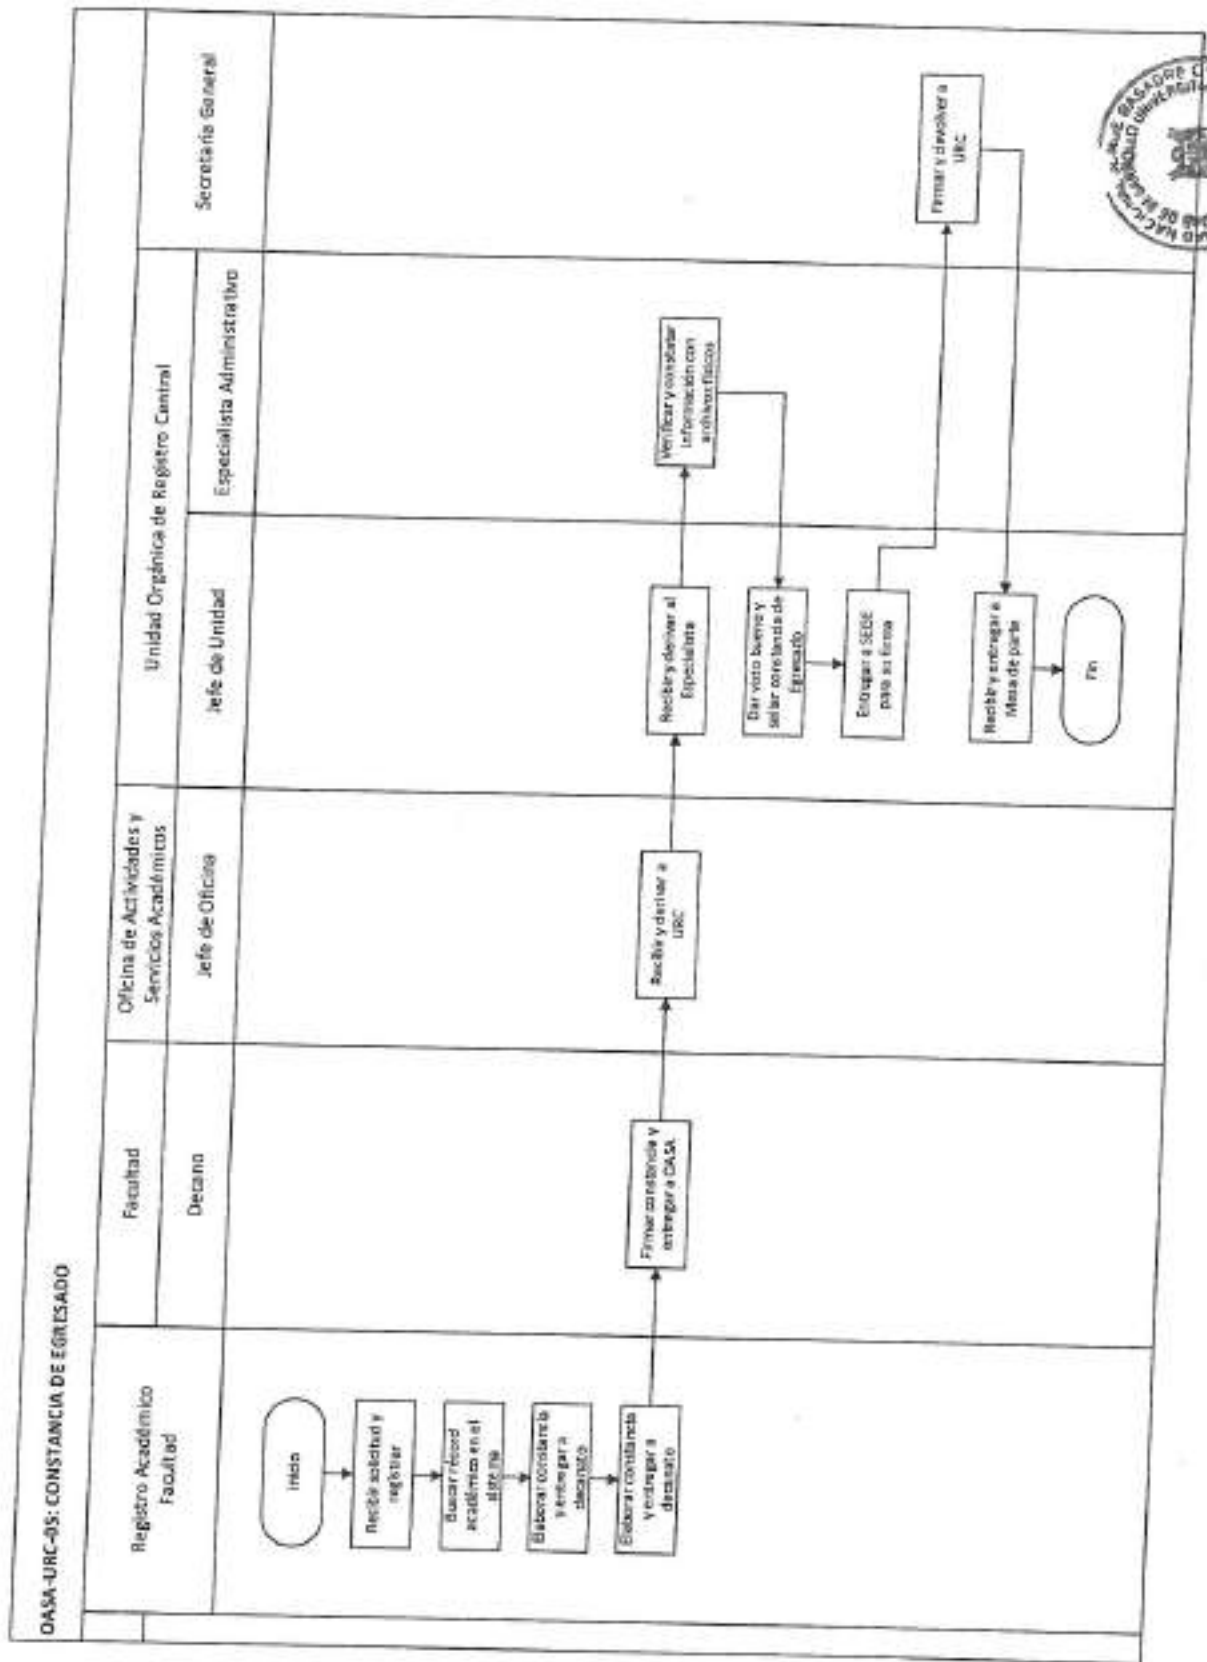 OASA-URC-05: CONSTANCIA DE EGRESADO
Registro Académico
Facultad
Facultad
Decano
Oficina de Actividades y
Servicios Académicos
Jefe de Oficina
Unidad Orgánica de Registro Central
Jefe de Unidad
Especialista Administrativo
Secretaría General
Inicio
Recibir solicitud y
registrar
Buscar récord
académico en el
sistema
Elaborar constancia
y entregar a
decanato
Elaborar constancia
y entregar a
decanato
Firmar constancia y
entregar a OASA
Recibir y derivar a
URC
Recibir y derivar al
Especialista
Verificar y constatar
información con
archivos físicos
Dar visto bueno y
sellar constancia de
Egresado
Entregar a SEGE
para su firma
Firmar y devolver a
URC
Recibir y entregar a
Mesa de parte
Fin
BASADRE